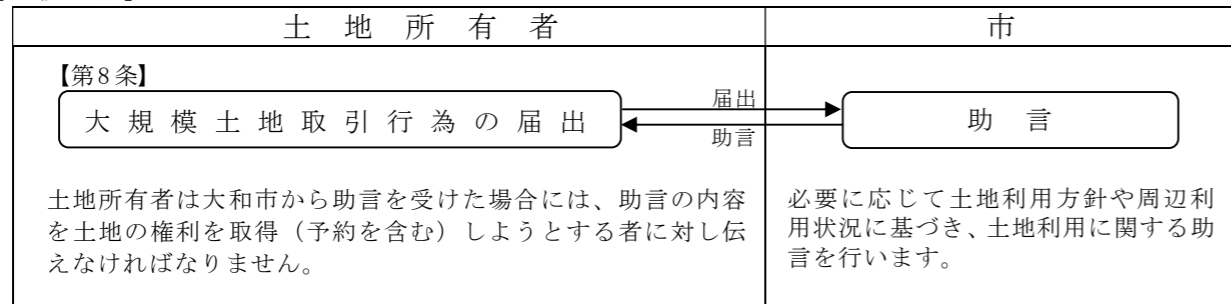 土地所有者
市
【第8条】
大規模土地取引行為の届出
届出
助言
助言
土地所有者は大和市から助言を受けた場合には、助言の内容
を土地の権利を取得（予約を含む）しようとする者に対し伝
えなければなりません。
必要に応じて土地利用方針や周辺利
用状況に基づき、土地利用に関する助
言を行います。